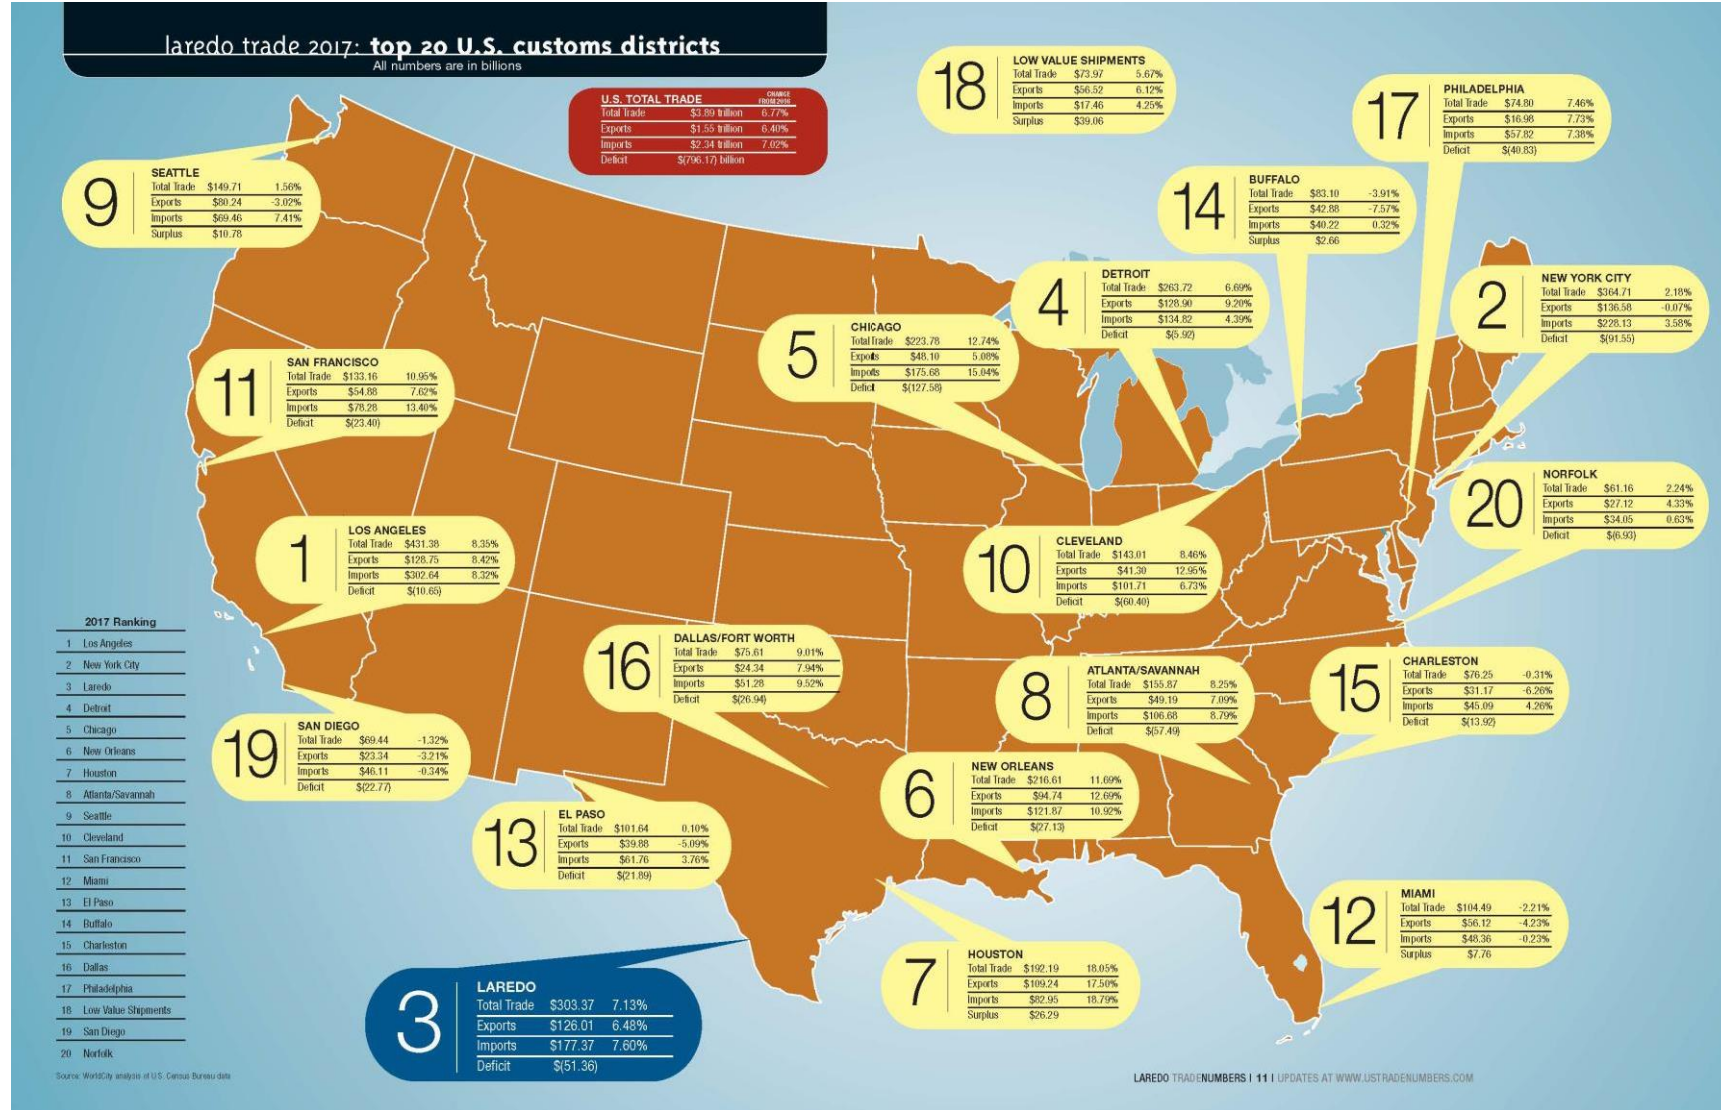 laredo trade 2017: top 20 U.S. customs districts
All numbers are in billions
U.S. TOTAL TRADE CHANGE FROM 2016
Total Trade $3.89 trillion 6.77%
Exports $1.55 trillion 6.40%
Imports $2.34 trillion 7.02%
Deficit $(796.17) billion
18
LOW VALUE SHIPMENTS
Total Trade $73.97 5.67%
Exports $56.52 6.12%
Imports $17.46 4.25%
Surplus $39.06
17
PHILADELPHIA
Total Trade $74.80 7.46%
Exports $16.98 7.73%
Imports $57.82 7.38%
Deficit $(40.83)
9
SEATTLE
Total Trade $149.71 1.56%
Exports $80.24 -3.02%
Imports $69.46 7.41%
Surplus $10.78
14
BUFFALO
Total Trade $83.10 -3.91%
Exports $42.88 -7.57%
Imports $40.22 0.32%
Surplus $2.66
4
DETROIT
Total Trade $263.72 6.69%
Exports $128.90 9.20%
Imports $134.82 4.39%
Deficit $(5.92)
2
NEW YORK CITY
Total Trade $364.71 2.18%
Exports $136.58 -0.07%
Imports $228.13 3.58%
Deficit $(91.55)
5
CHICAGO
Total Trade $223.78 12.74%
Exports $48.10 5.08%
Imports $175.68 15.04%
Deficit $(127.58)
11
SAN FRANCISCO
Total Trade $133.16 10.95%
Exports $54.88 7.62%
Imports $78.28 13.40%
Deficit $(23.40)
20
NORFOLK
Total Trade $61.16 2.24%
Exports $27.12 4.33%
Imports $34.05 0.63%
Deficit $(6.93)
1
LOS ANGELES
Total Trade $431.38 8.35%
Exports $128.75 8.42%
Imports $302.64 8.32%
Deficit $(10.65)
10
CLEVELAND
Total Trade $143.01 8.46%
Exports $41.30 12.95%
Imports $101.71 6.73%
Deficit $(60.40)
16
DALLAS/FORT WORTH
Total Trade $75.61 9.01%
Exports $24.34 7.94%
Imports $51.28 9.52%
Deficit $(26.94)
8
ATLANTA/SAVANNAH
Total Trade $155.87 8.25%
Exports $49.19 7.09%
Imports $106.68 8.79%
Deficit $(57.49)
15
CHARLESTON
Total Trade $76.25 -0.31%
Exports $31.17 -6.26%
Imports $45.09 4.26%
Deficit $(13.92)
19
SAN DIEGO
Total Trade $69.44 -1.32%
Exports $23.34 -3.21%
Imports $46.11 -0.34%
Deficit $(22.77)
6
NEW ORLEANS
Total Trade $216.61 11.69%
Exports $94.74 12.69%
Imports $121.87 10.92%
Deficit $(27.13)
13
EL PASO
Total Trade $101.64 0.10%
Exports $39.88 -5.09%
Imports $61.76 3.76%
Deficit $(21.89)
12
MIAMI
Total Trade $104.49 -2.21%
Exports $56.12 -4.23%
Imports $48.36 -0.23%
Surplus $7.76
7
HOUSTON
Total Trade $192.19 18.05%
Exports $109.24 17.50%
Imports $82.95 18.79%
Surplus $26.29
3
LAREDO
Total Trade $303.37 7.13%
Exports $126.01 6.48%
Imports $177.37 7.60%
Deficit $(51.36)
2017 Ranking
1 Los Angeles
2 New York City
3 Laredo
4 Detroit
5 Chicago
6 New Orleans
7 Houston
8 Atlanta/Savannah
9 Seattle
10 Cleveland
11 San Francisco
12 Miami
13 El Paso
14 Buffalo
15 Charleston
16 Dallas
17 Philadelphia
18 Low Value Shipments
19 San Diego
20 Norfolk
Source: WorldCity analysis of U.S. Census Bureau data
LAREDO TRADENUMBERS | 11 | UPDATES AT WWW.USTRADENUMBERS.COM